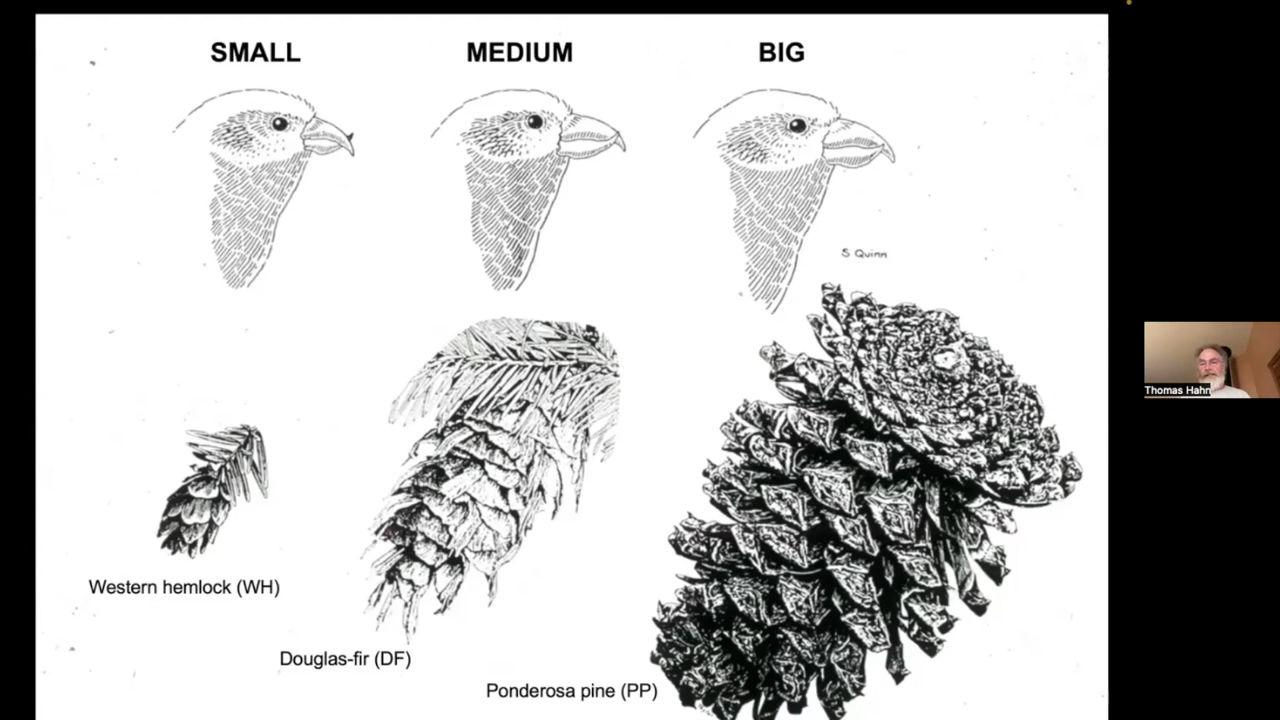 SMALL
MEDIUM
BIG
S Quinn
Western hemlock (WH)
Douglas-fir (DF)
Ponderosa pine (PP)
Thomas Hahn